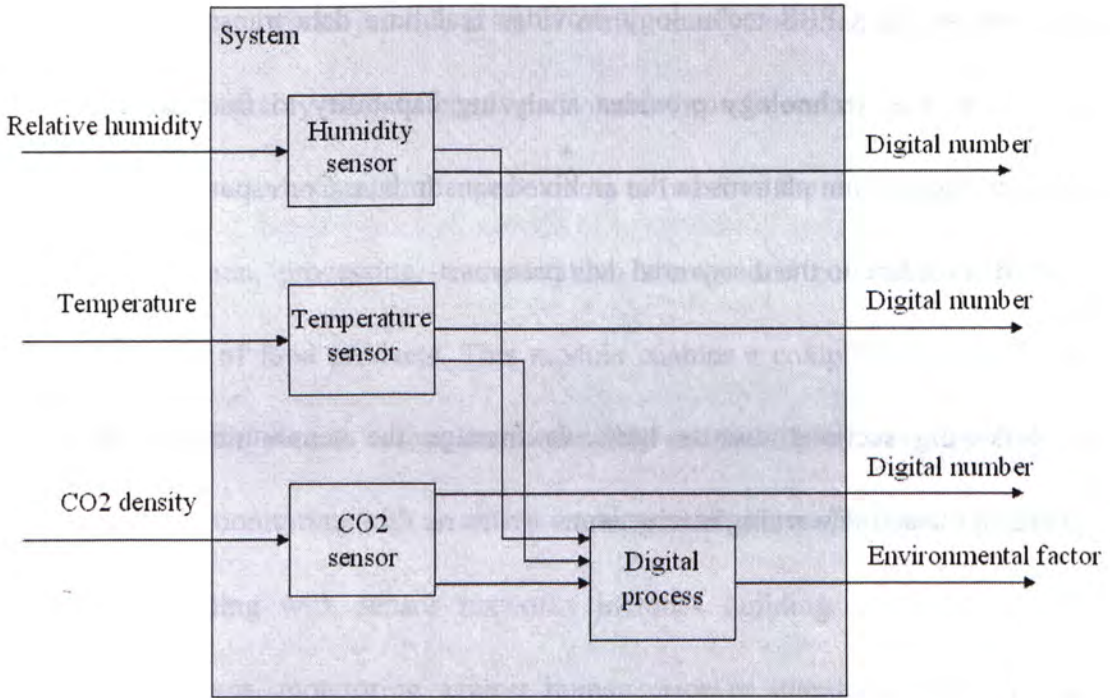 System
Relative humidity
Humidity
sensor
Digital number
Temperature
Temperature
sensor
Digital number
CO2 density
CO2
sensor
Digital number
Digital
process
Environmental factor